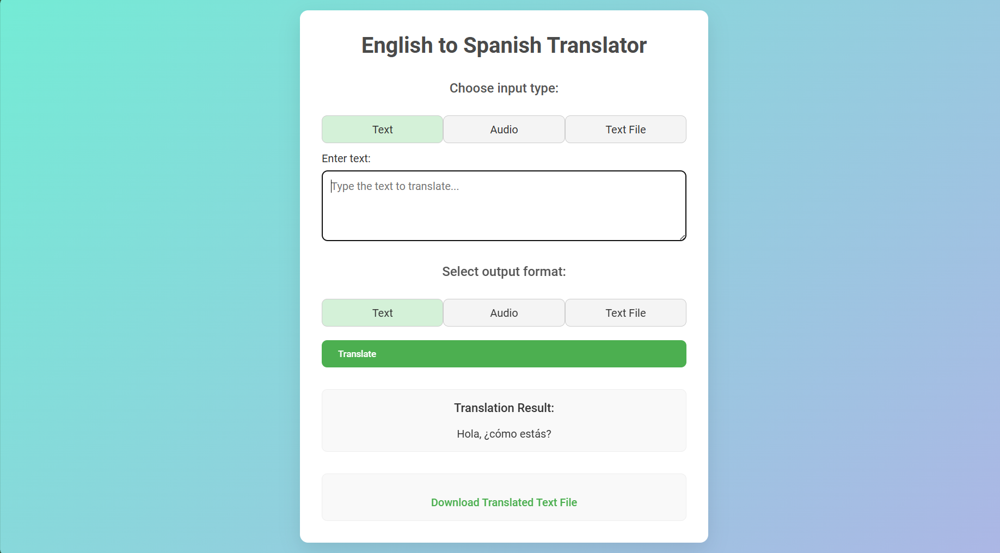 English to Spanish Translator
Choose input type:
Text Audio Text File
Enter text:
Type the text to translate...
Select output format:
Text Audio Text File
Translate
Translation Result:
Hola, ¿cómo estás?
Download Translated Text File